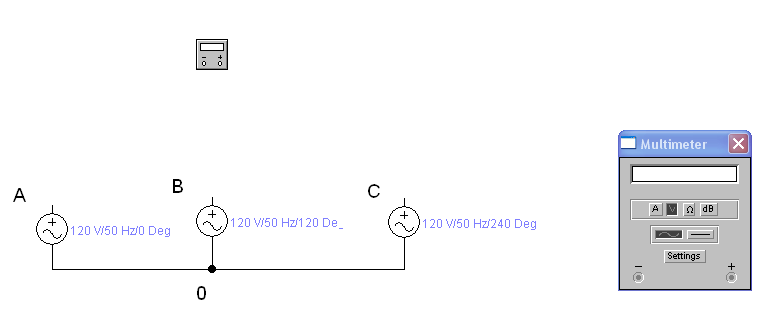 Multimeter
A V Ω dB
Settings
− +
A
B
C
120 V/50 Hz/0 Deg
120 V/50 Hz/120 De_
120 V/50 Hz/240 Deg
0